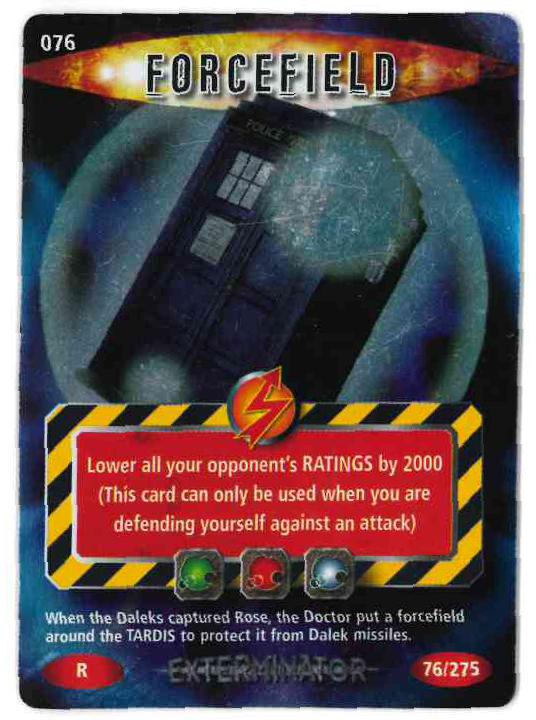 076
FORCEFIELD
POLICE
Lower all your opponent's RATINGS by 2000
(This card can only be used when you are
defending yourself against an attack)
When the Daleks captured Rose, the Doctor put a forcefield
around the TARDIS to protect it from Dalek missiles.
R
EXTERMINATOR
76/275